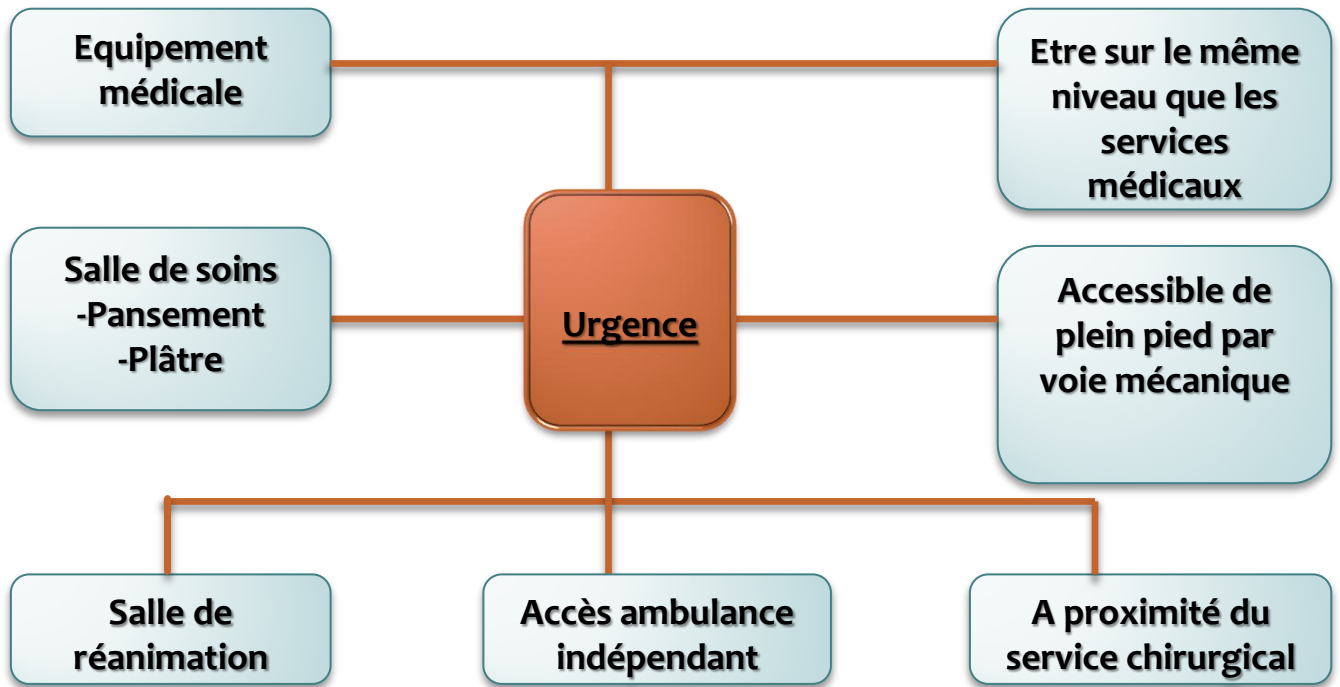 Equipement
médicale
Etre sur le même
niveau que les
services
médicaux
Salle de soins
-Pansement
-Plâtre
Urgence
Accessible de
plein pied par
voie mécanique
Salle de
réanimation
Accès ambulance
indépendant
A proximité du
service chirurgical